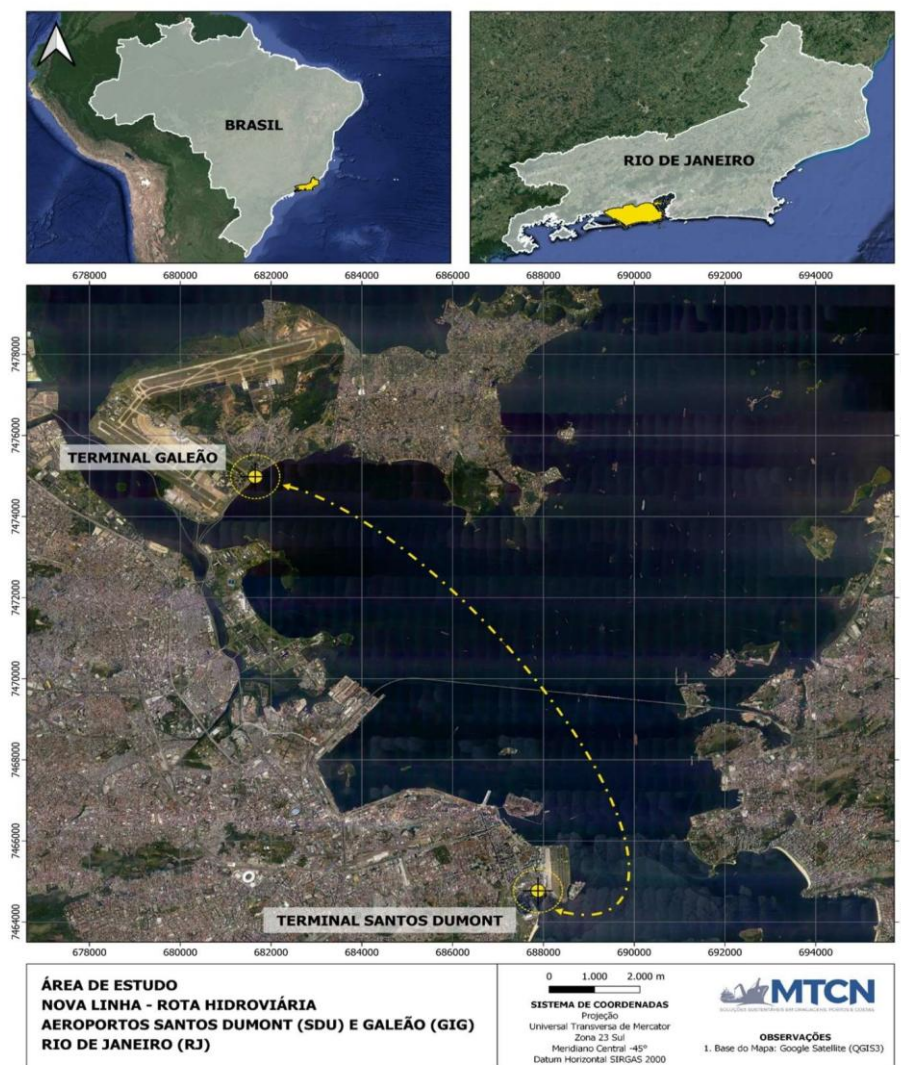 BRASIL
RIO DE JANEIRO
678000 680000 682000 684000 686000 688000 690000 692000 694000
7478000
7476000
7474000
7472000
7470000
7468000
7466000
7464000
TERMINAL GALEÃO
TERMINAL SANTOS DUMONT
678000 680000 682000 684000 686000 688000 690000 692000 694000
ÁREA DE ESTUDO
NOVA LINHA - ROTA HIDROVIÁRIA
AEROPORTOS SANTOS DUMONT (SDU) E GALEÃO (GIG)
RIO DE JANEIRO (RJ)
0 1.000 2.000 m
SISTEMA DE COORDENADAS
Projeção
Universal Transversa de Mercator
Zona 23 Sul
Meridiano Central -45°
Datum Horizontal SIRGAS 2000
MTCN
SOLUÇÕES SUSTENTÁVEIS EM
OBSERVAÇÕES
1. Base do Mapa: Google Satellite (QGIS3)